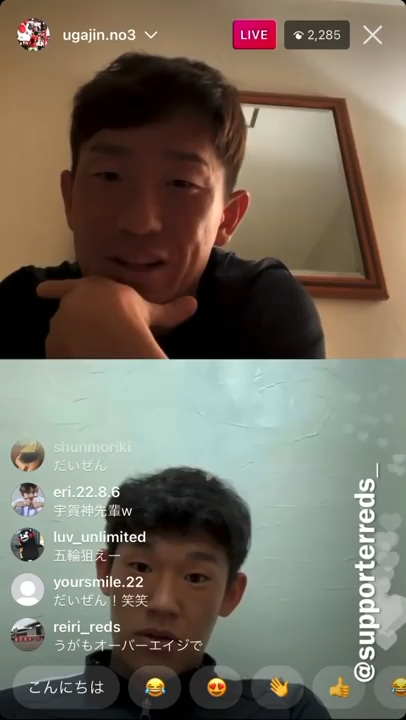 ugajin.no3
LIVE
2,285
shunmoriki
だいぜん
eri.22.8.6
宇賀神先輩w
luv_unlimited
五輪狙えー
yoursmile.22
だいぜん！笑笑
reiri_reds
うがもオーバーエイジで
こんにちは
@supporterreds_